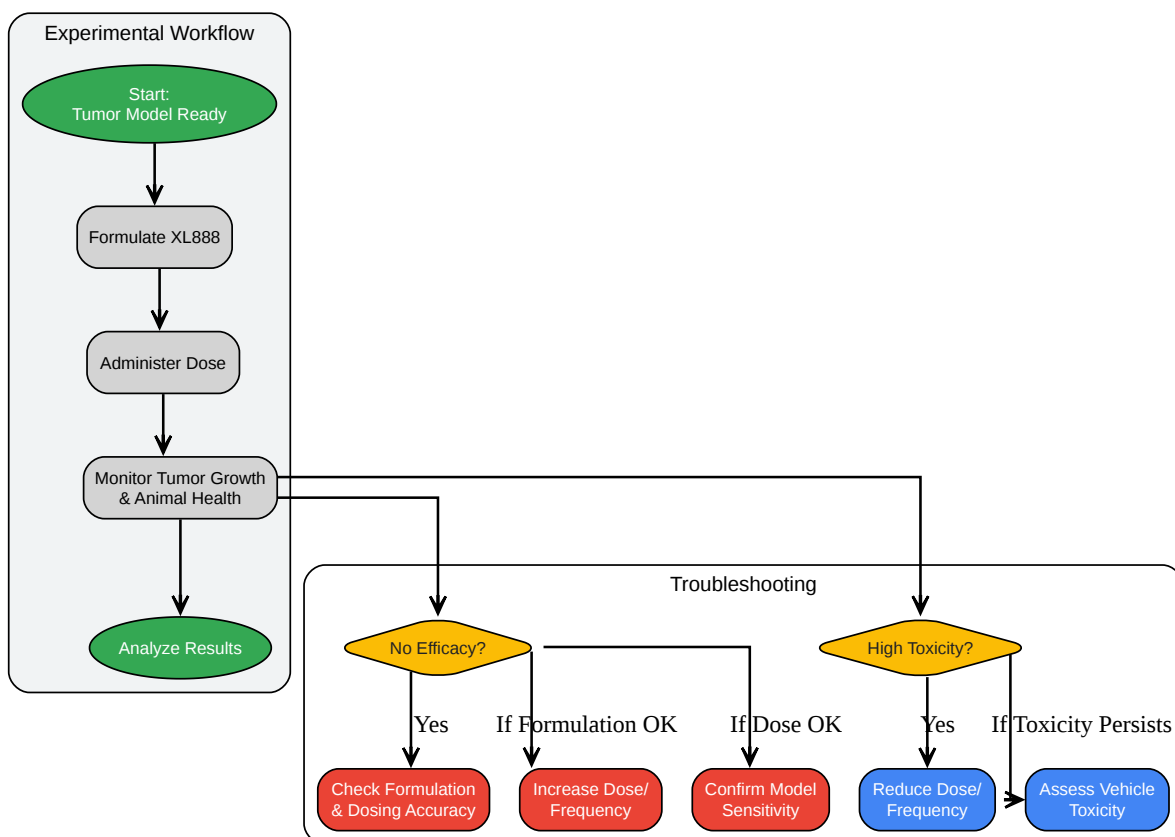 Experimental Workflow
Start:
Tumor Model Ready
Formulate XL888
Administer Dose
Monitor Tumor Growth
& Animal Health
Analyze Results
Troubleshooting
No Efficacy?
High Toxicity?
Yes
If Formulation OK
If Dose OK
Yes
If Toxicity Persists
Check Formulation
& Dosing Accuracy
Increase Dose/
Frequency
Confirm Model
Sensitivity
Reduce Dose/
Frequency
Assess Vehicle
Toxicity